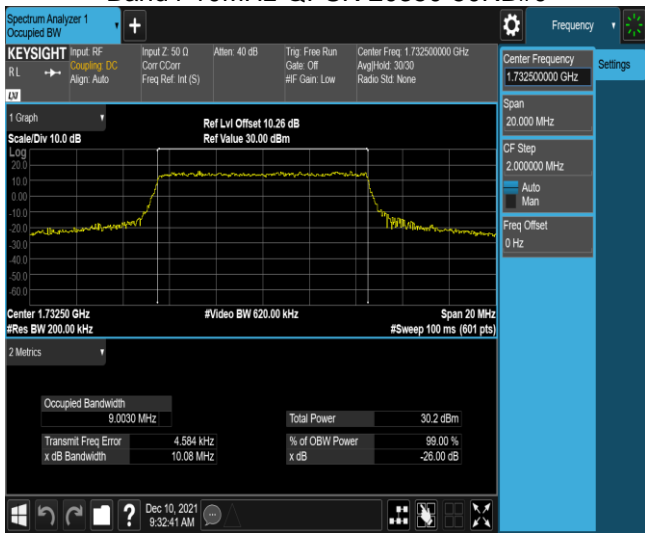 Spectrum Analyzer 1
Occupied BW
Frequency
KEYSIGHT
Input: RF
Coupling: DC
Align: Auto
Input Z: 50 Ω
Corr CCorr
Freq Ref: Int (S)
Atten: 40 dB
Trig: Free Run
Gate: Off
#IF Gain: Low
Center Freq: 1.732500000 GHz
Avg|Hold: 30/30
Radio Std: None
R L
LXI
Center Frequency
1.732500000 GHz
Settings
Span
20.000 MHz
CF Step
2.000000 MHz
Auto
Man
Freq Offset
0 Hz
1 Graph
Scale/Div 10.0 dB
Ref Lvl Offset 10.26 dB
Ref Value 30.00 dBm
Log
20.0
10.0
0.00
-10.0
-20.0
-30.0
-40.0
-50.0
-60.0
Center 1.73250 GHz
#Video BW 620.00 kHz
Span 20 MHz
#Res BW 200.00 kHz
#Sweep 100 ms (601 pts)
2 Metrics
Occupied Bandwidth
9.0030 MHz
Total Power 30.2 dBm
Transmit Freq Error 4.584 kHz
% of OBW Power 99.00 %
x dB Bandwidth 10.08 MHz
x dB -26.00 dB
Dec 10, 2021
9:32:41 AM